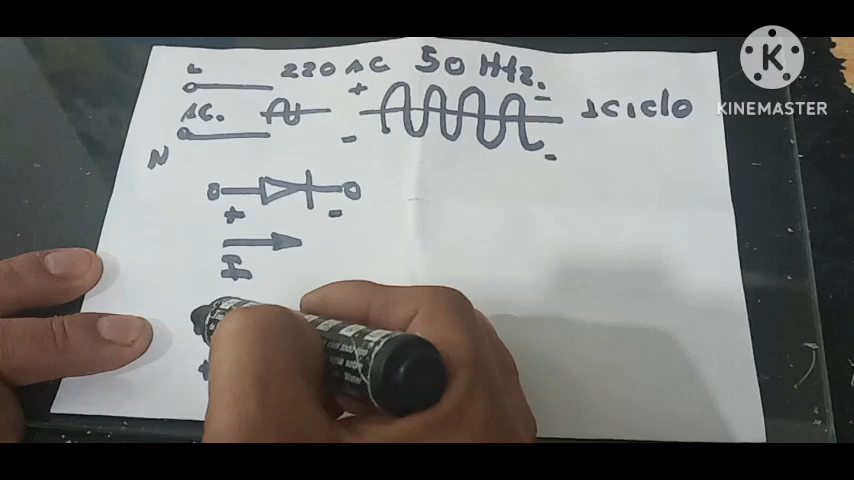 L 220 AC 50 Hz.
+ -
AC. 1 ciclo
N - -
+ -
I
+
K
KINEMASTER